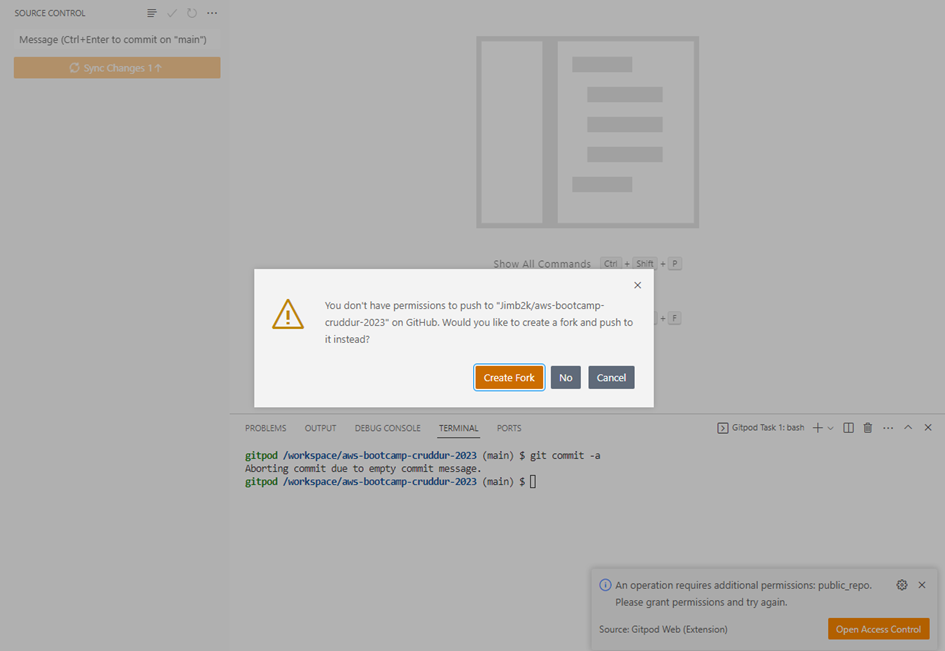 SOURCE CONTROL
Message (Ctrl+Enter to commit on "main")
Sync Changes 1↑
Show All Commands Ctrl + Shift + P
+ F
You don't have permissions to push to "Jimb2k/aws-bootcamp-
cruddur-2023" on GitHub. Would you like to create a fork and push to
it instead?
Create Fork No Cancel
PROBLEMS OUTPUT DEBUG CONSOLE TERMINAL PORTS
Gitpod Task 1: bash
gitpod /workspace/aws-bootcamp-cruddur-2023 (main) $ git commit -a
Aborting commit due to empty commit message.
gitpod /workspace/aws-bootcamp-cruddur-2023 (main) $
An operation requires additional permissions: public_repo.
Please grant permissions and try again.
Source: Gitpod Web (Extension)
Open Access Control